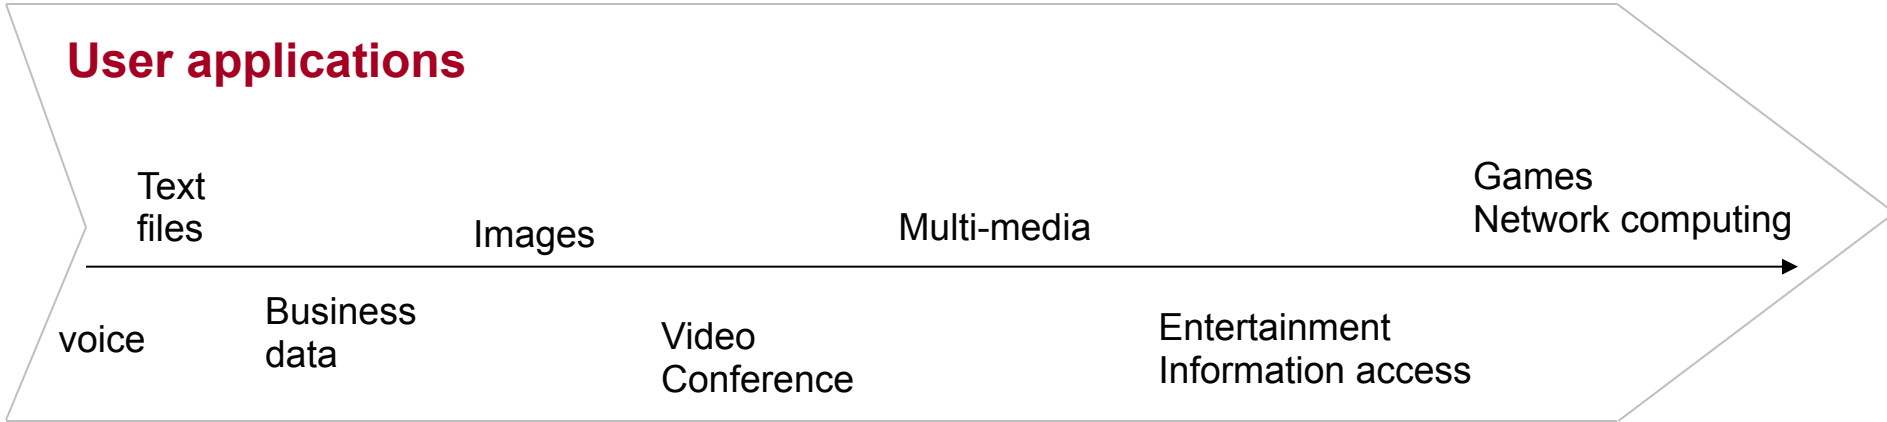 User applications
Text
files
Images
Multi-media
Games
Network computing
voice
Business
data
Video
Conference
Entertainment
Information access